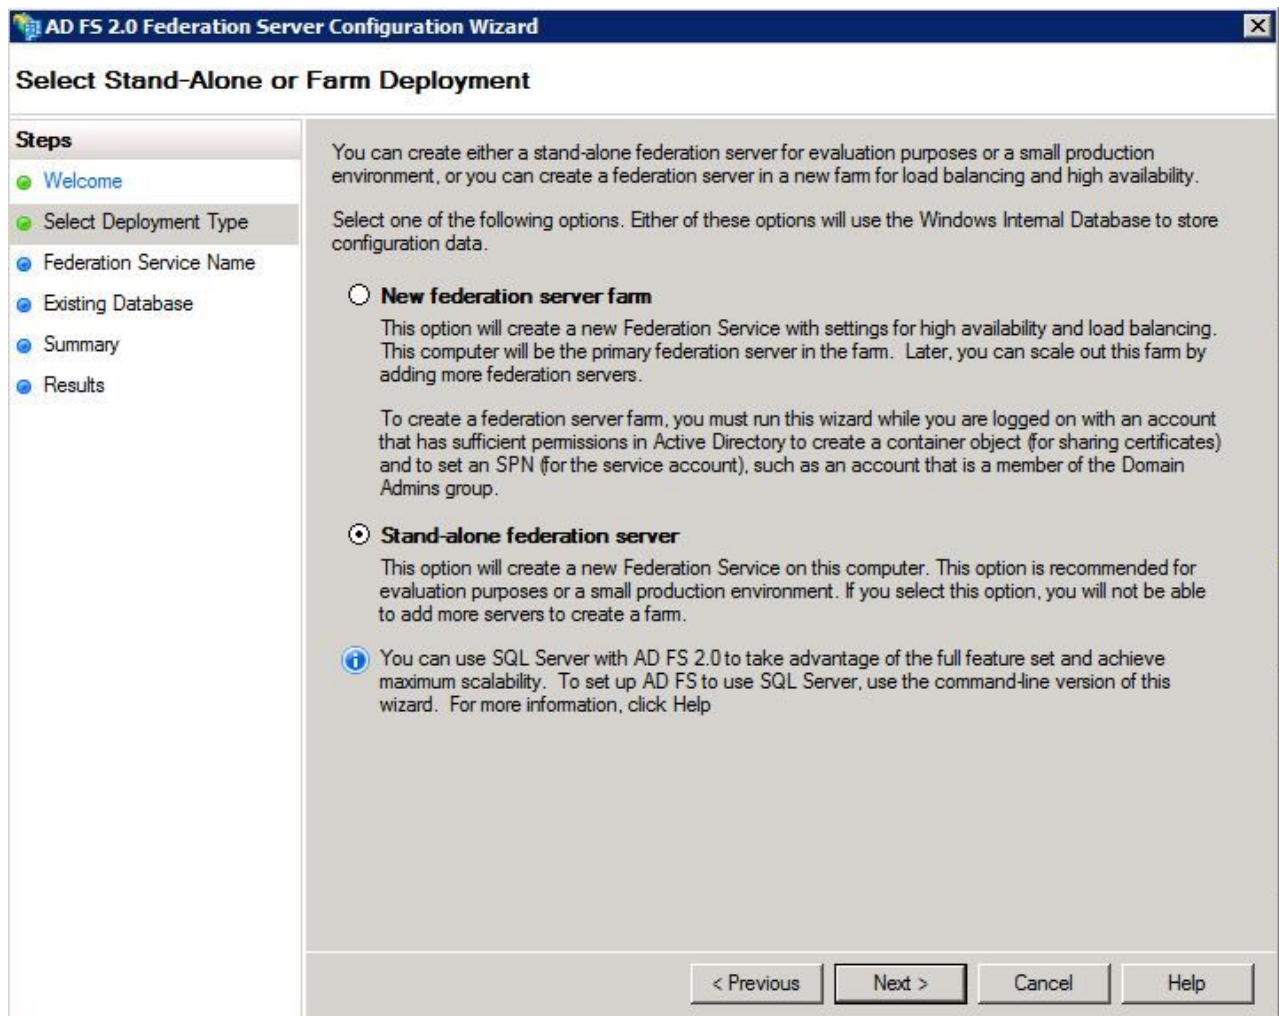 AD FS 2.0 Federation Server Configuration Wizard
Select Stand-Alone or Farm Deployment
Steps
Welcome
Select Deployment Type
Federation Service Name
Existing Database
Summary
Results
You can create either a stand-alone federation server for evaluation purposes or a small production
environment, or you can create a federation server in a new farm for load balancing and high availability.
Select one of the following options. Either of these options will use the Windows Internal Database to store
configuration data.
New federation server farm
This option will create a new Federation Service with settings for high availability and load balancing.
This computer will be the primary federation server in the farm.  Later, you can scale out this farm by
adding more federation servers.
To create a federation server farm, you must run this wizard while you are logged on with an account
that has sufficient permissions in Active Directory to create a container object (for sharing certificates)
and to set an SPN (for the service account), such as an account that is a member of the Domain
Admins group.
Stand-alone federation server
This option will create a new Federation Service on this computer. This option is recommended for
evaluation purposes or a small production environment. If you select this option, you will not be able
to add more servers to create a farm.
You can use SQL Server with AD FS 2.0 to take advantage of the full feature set and achieve
maximum scalability.  To set up AD FS to use SQL Server, use the command-line version of this
wizard.  For more information, click Help
< Previous
Next >
Cancel
Help